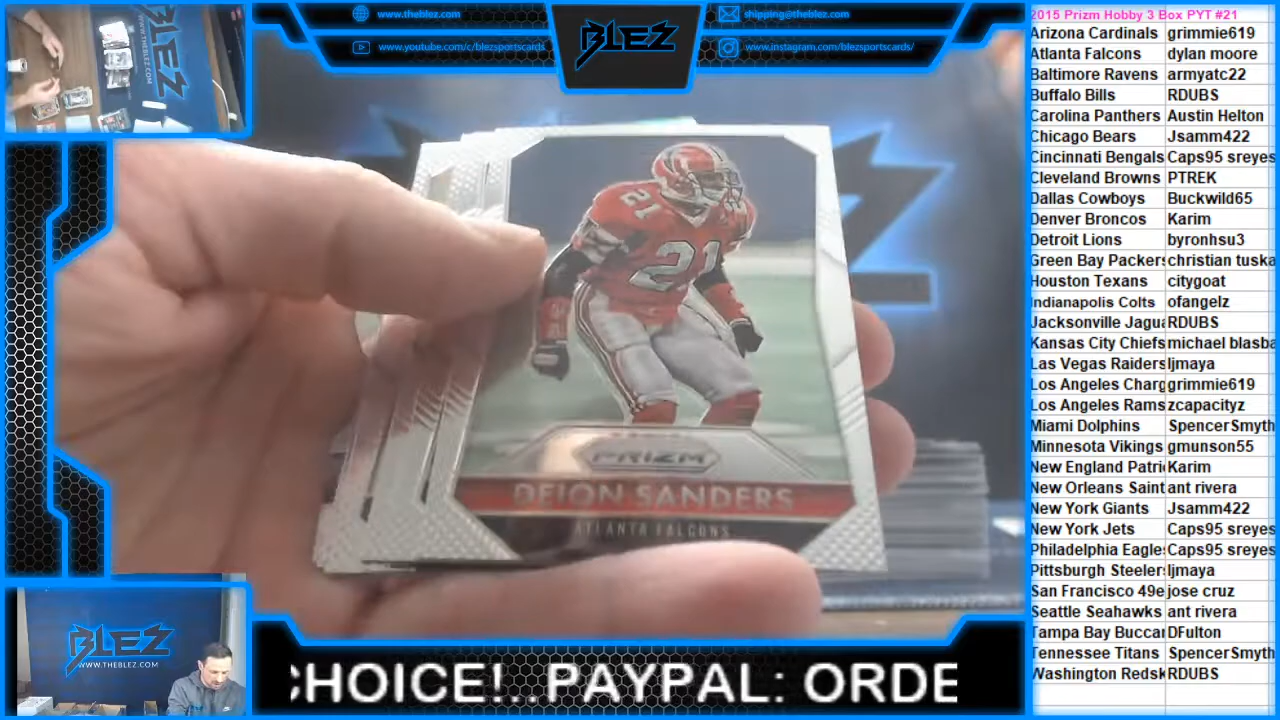 www.theblez.com
www.youtube.com/c/blezsportscards
BLEZ
shipping@theblez.com
www.instagram.com/blezsportscards/
2015 Prizm Hobby 3 Box PYT #21
Arizona Cardinals grimmie619
Atlanta Falcons dylan moore
Baltimore Ravens armyatc22
Buffalo Bills RDUBS
Carolina Panthers Austin Helton
Chicago Bears Jsamm422
Cincinnati Bengals Caps95 sreyes
Cleveland Browns PTREK
Dallas Cowboys Buckwild65
Denver Broncos Karim
Detroit Lions byronhsu3
Green Bay Packers christian tuska
Houston Texans citygoat
Indianapolis Colts ofangelz
Jacksonville Jagua RDUBS
Kansas City Chiefs michael blasba
Las Vegas Raiders ljmaya
Los Angeles Charg grimmie619
Los Angeles Rams zcapacityz
Miami Dolphins SpencerSmyth
Minnesota Vikings gmunson55
New England Patri Karim
New Orleans Saint ant rivera
New York Giants Jsamm422
New York Jets Caps95 sreyes
Philadelphia Eagle Caps95 sreyes
Pittsburgh Steelers ljmaya
San Francisco 49e jose cruz
Seattle Seahawks ant rivera
Tampa Bay Buccar DFulton
Tennessee Titans SpencerSmyth
Washington Redsk RDUBS
21
21
PRIZM
DEION SANDERS
ATLANTA FALCONS
BLEZ
WWW.THEBLEZ.COM
CHOICE!..PAYPAL: ORDE